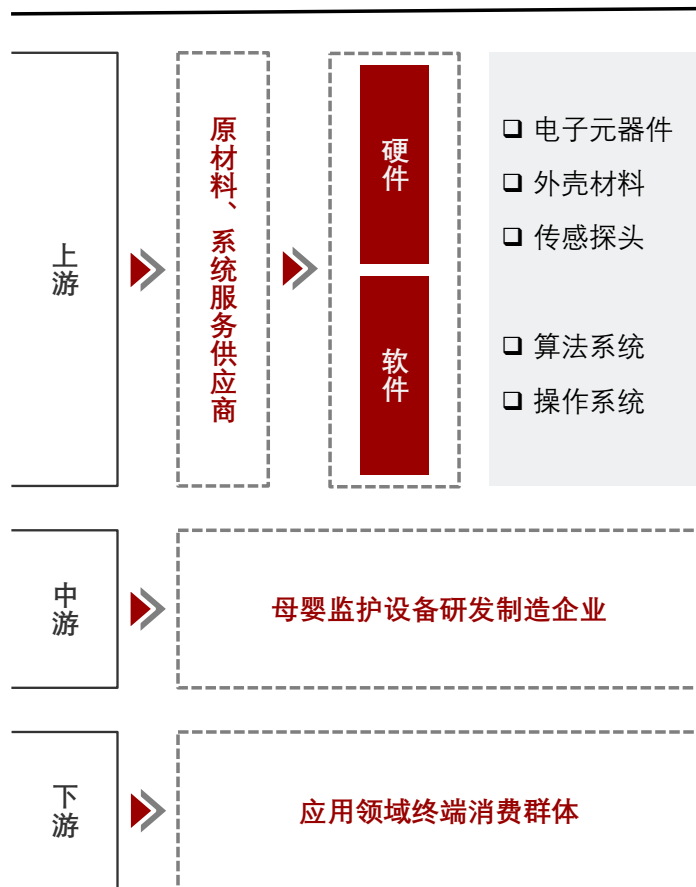 上游
原材料、系统服务供应商
硬件
电子元器件
外壳材料
传感探头
软件
算法系统
操作系统
中游
母婴监护设备研发制造企业
下游
应用领域终端消费群体